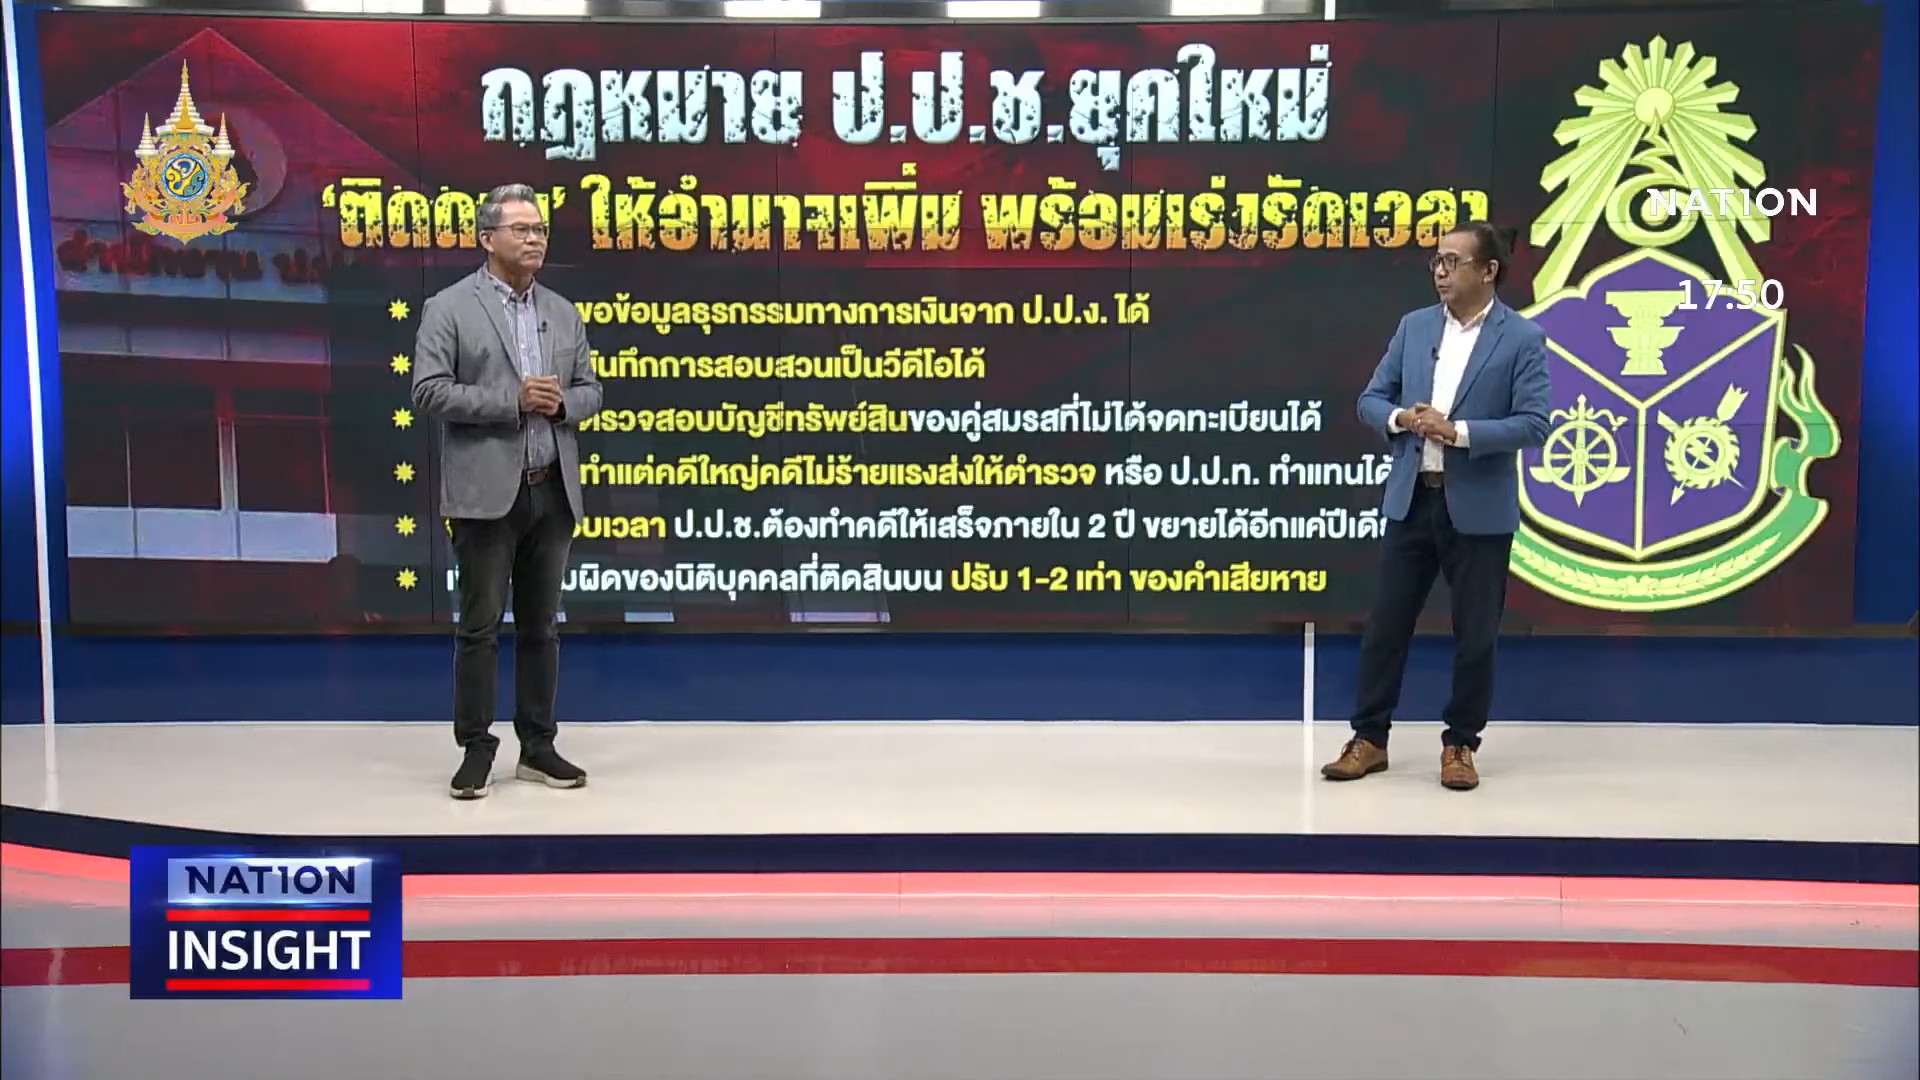 กฎหมาย ป.ป.ช.ยุคใหม่
ให้อำนาจเพิ่ม พร้อมเร่งรัดเวลา
NATION
17:50
ขอข้อมูลธุรกรรมทางการเงินจาก ป.ป.ง. ได้
บันทึกการสอบสวนเป็นวีดีโอได้
ตรวจสอบบัญชีทรัพย์สินของคู่สมรสที่ไม่ได้จดทะเบียนได้
ทำแต่คดีใหญ่คดีไม่ร้ายแรงส่งให้ตำรวจ หรือ ป.ป.ท. ทำแทนได้
ป.ป.ช.ต้องทำคดีให้เสร็จภายใน 2 ปี ขยายได้อีกแค่
ของนิติบุคคลที่ติดสินบน ปรับ 1-2 เท่า ของค่าเสียหาย
NATION
INSIGHT